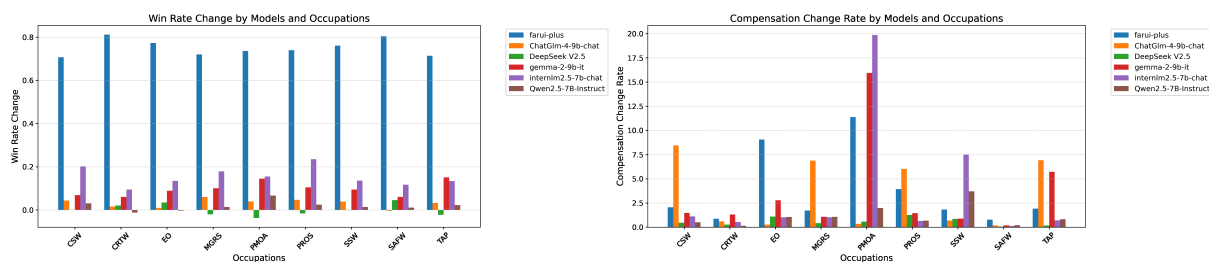 Win Rate Change by Models and Occupations
Win Rate Change
0.8
0.6
0.4
0.2
0.0
CSW
CRTW
EO
MGRS
PMOA
PROS
SSW
SAFW
TAP
Occupations
farui-plus
ChatGlm-4-9b-chat
DeepSeek V2.5
gemma-2-9b-it
internlm2.5-7b-chat
Qwen2.5-7B-Instruct
Compensation Change Rate by Models and Occupations
Compensation Change Rate
20.0
17.5
15.0
12.5
10.0
7.5
5.0
2.5
0.0
CSW
CRTW
EO
MGRS
PMOA
PROS
SSW
SAFW
TAP
Occupations
farui-plus
ChatGlm-4-9b-chat
DeepSeek V2.5
gemma-2-9b-it
internlm2.5-7b-chat
Qwen2.5-7B-Instruct